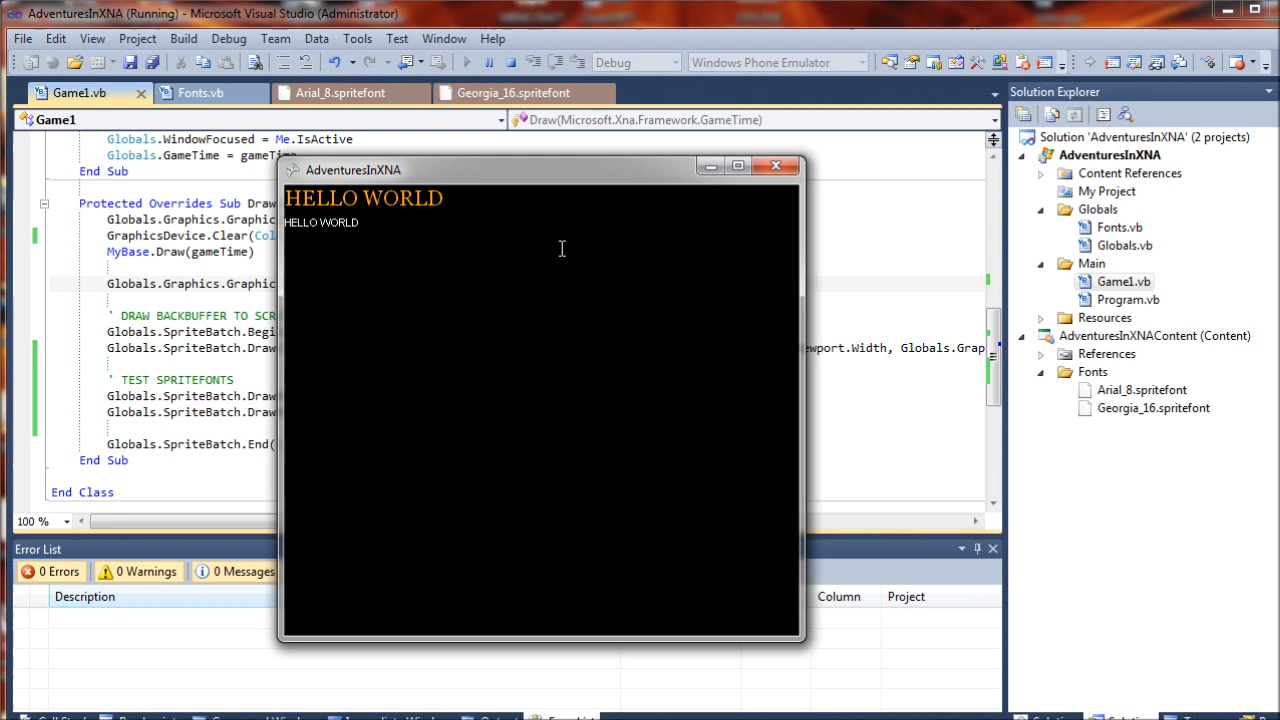 AdventuresInXNA (Running) - Microsoft Visual Studio (Administrator)
File Edit View Project Build Debug Team Data Tools Test Window Help
Debug Windows Phone Emulator
Game1.vb Fonts.vb Arial_8.spritefont Georgia_16.spritefont
Game1 Draw(Microsoft.Xna.Framework.GameTime)
Globals.WindowFocused = Me.IsActive
Globals.GameTime = gameTime
End Sub
Protected Overrides Sub Draw
Globals.Graphics.Graphic
GraphicsDevice.Clear(Colo
MyBase.Draw(gameTime)
Globals.Graphics.Graphic
' DRAW BACKBUFFER TO SCR
Globals.SpriteBatch.Begi
Globals.SpriteBatch.Draw ewport.Width, Globals.Grap
' TEST SPRITEFONTS
Globals.SpriteBatch.Draw
Globals.SpriteBatch.Draw
Globals.SpriteBatch.End(
End Sub
End Class
100 %
AdventuresInXNA
HELLO WORLD
HELLO WORLD
Error List
0 Errors 0 Warnings 0 Messages
Description Column Project
Solution Explorer
Solution 'AdventuresInXNA' (2 projects)
AdventuresInXNA
Content References
My Project
Globals
Fonts.vb
Globals.vb
Main
Game1.vb
Program.vb
Resources
AdventuresInXNAContent (Content)
References
Fonts
Arial_8.spritefont
Georgia_16.spritefont